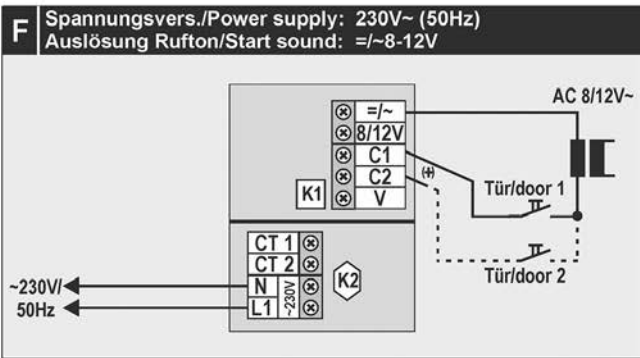 F
Spannungsvers./Power supply: 230V~ (50Hz)
Auslösung Rufton/Start sound: =/~8-12V
AC 8/12V~
=/~
8/12V
C1
C2
V
K1
(+)
Tür/door 1
Tür/door 2
CT 1
CT 2
N
L1
~230V
K2
~230V/
50Hz